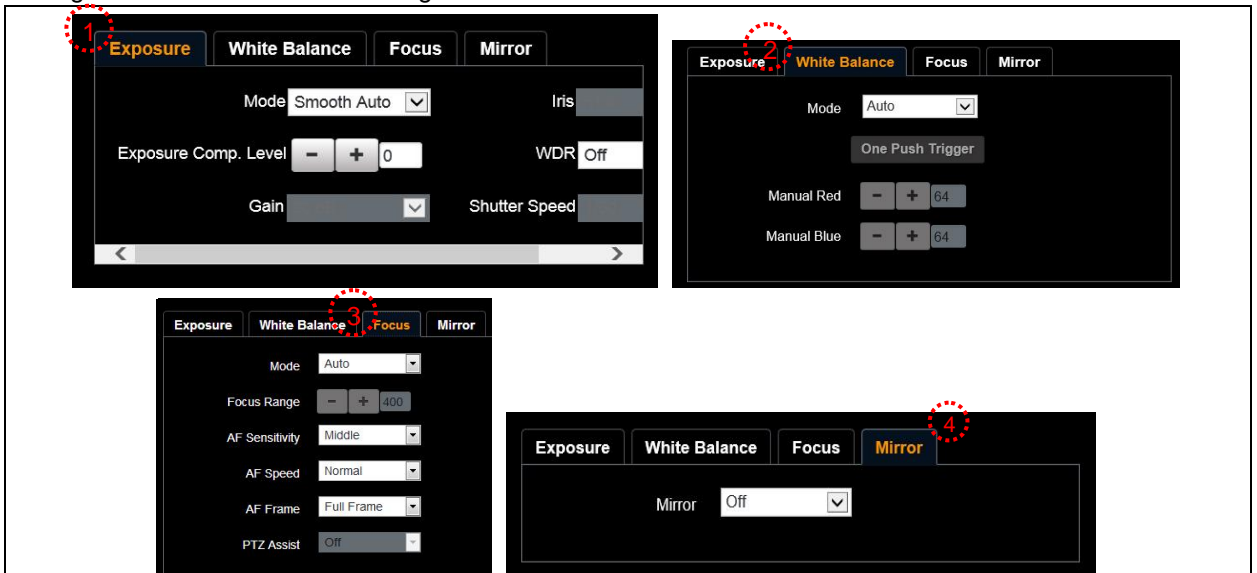 1
Exposure White Balance Focus Mirror
Mode Smooth Auto Iris
Exposure Comp. Level - + 0 WDR Off
Gain Shutter Speed
2
Exposure White Balance Focus Mirror
Mode Auto
One Push Trigger
Manual Red - + 64
Manual Blue - + 64
3
Exposure White Balance Focus Mirror
Mode Auto
Focus Range - + 400
AF Sensitivity Middle
AF Speed Normal
AF Frame Full Frame
PTZ Assist Off
4
Exposure White Balance Focus Mirror
Mirror Off